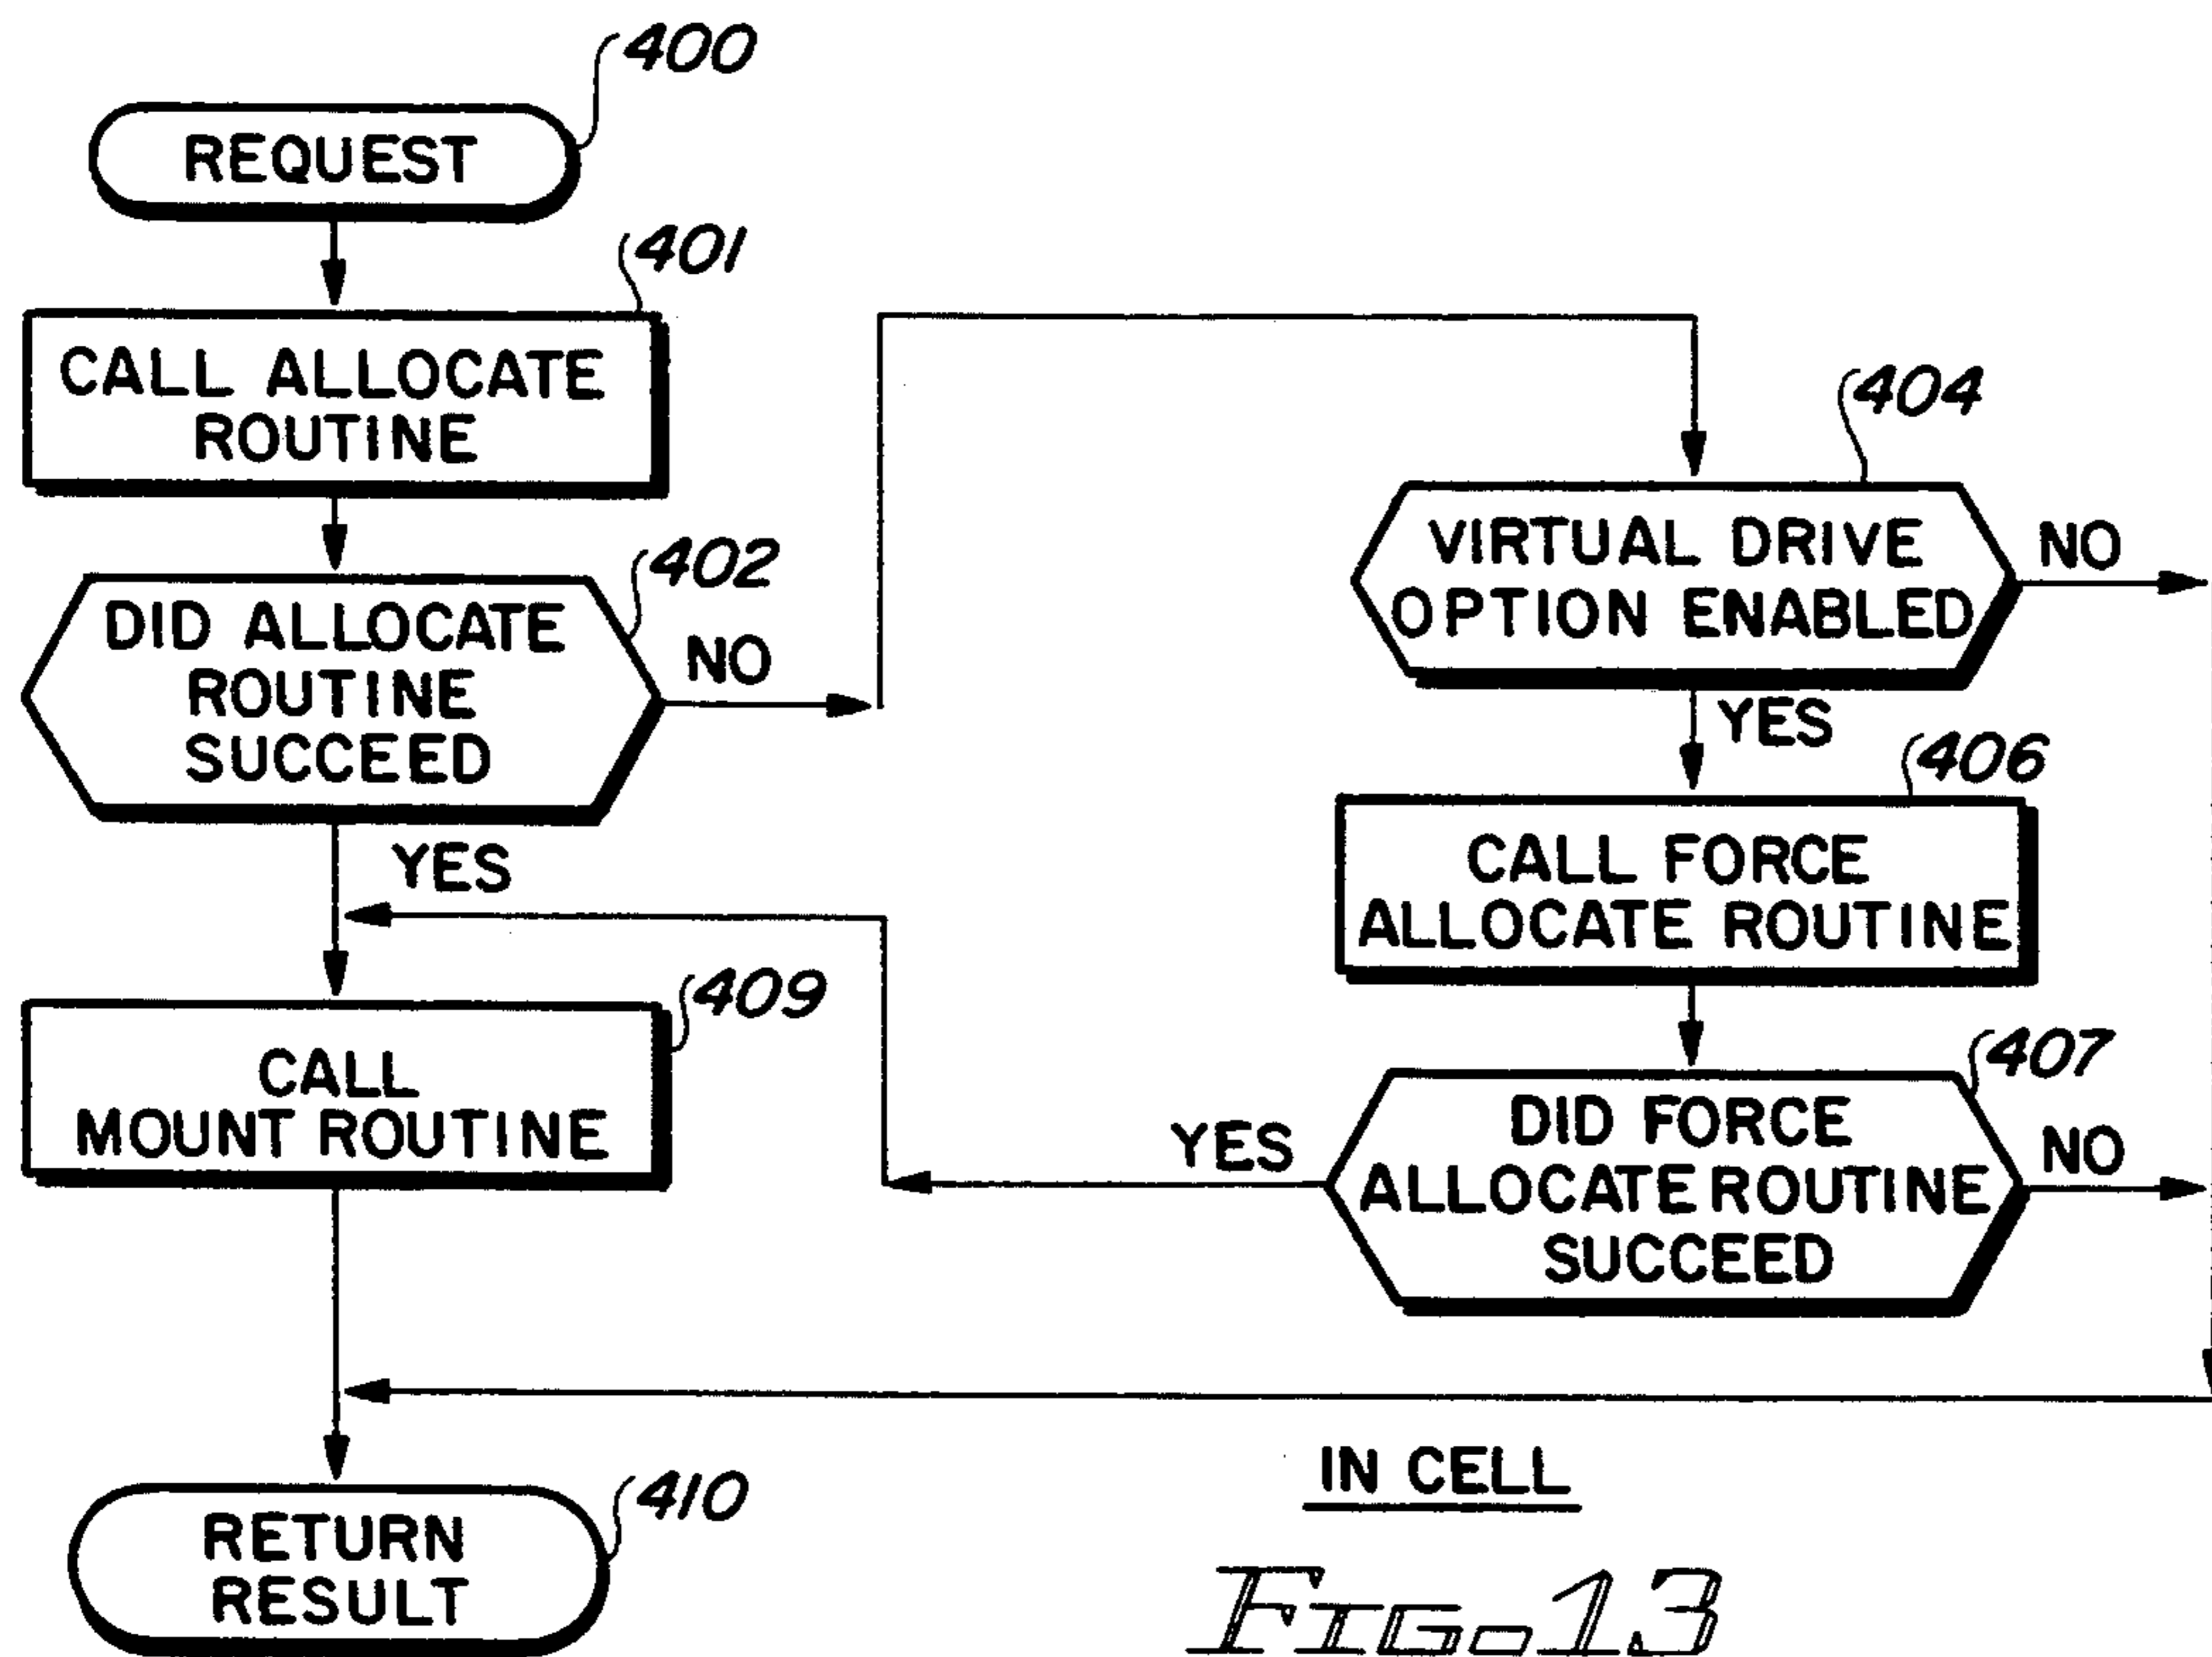 400
REQUEST
401
CALL ALLOCATE
ROUTINE
402
DID ALLOCATE
ROUTINE
SUCCEED
NO
YES
404
VIRTUAL DRIVE
OPTION ENABLED
NO
YES
406
CALL FORCE
ALLOCATE ROUTINE
407
DID FORCE
ALLOCATE ROUTINE
SUCCEED
NO
YES
409
CALL
MOUNT ROUTINE
410
RETURN
RESULT
IN CELL
FIG. 13